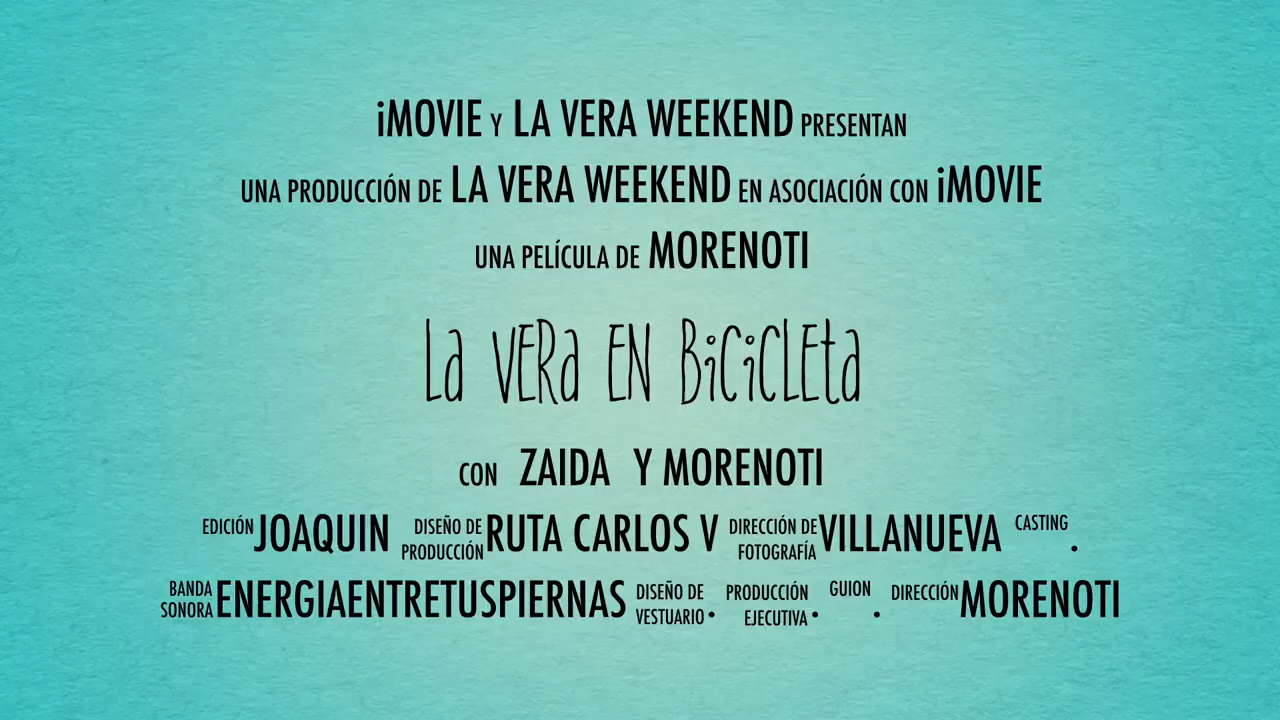 iMOVIE Y LA VERA WEEKEND PRESENTAN
UNA PRODUCCIÓN DE LA VERA WEEKEND EN ASOCIACIÓN CON iMOVIE
UNA PELÍCULA DE MORENOTI
La VERa EN BiCiCLEta
CON ZAIDA Y MORENOTI
EDICIÓN JOAQUIN DISEÑO DE PRODUCCIÓN RUTA CARLOS V DIRECCIÓN DE FOTOGRAFÍA VILLANUEVA CASTING .
BANDA SONORA ENERGIAENTRETUSPIERNAS DISEÑO DE VESTUARIO . PRODUCCIÓN EJECUTIVA . GUION . DIRECCIÓN MORENOTI